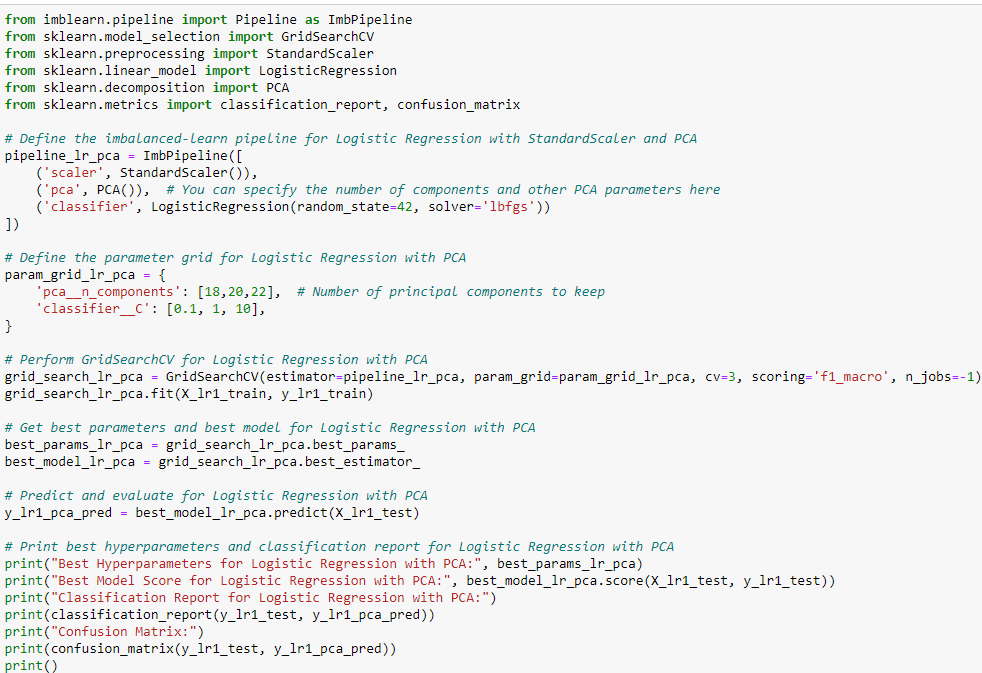 from imblearn.pipeline import Pipeline as ImbPipeline
from sklearn.model_selection import GridSearchCV
from sklearn.preprocessing import StandardScaler
from sklearn.linear_model import LogisticRegression
from sklearn.decomposition import PCA
from sklearn.metrics import classification_report, confusion_matrix

# Define the imbalanced-learn pipeline for Logistic Regression with StandardScaler and PCA
pipeline_lr_pca = ImbPipeline([
    ('scaler', StandardScaler()),
    ('pca', PCA()),  # You can specify the number of components and other PCA parameters here
    ('classifier', LogisticRegression(random_state=42, solver='lbfgs'))
])

# Define the parameter grid for Logistic Regression with PCA
param_grid_lr_pca = {
    'pca__n_components': [18,20,22],  # Number of principal components to keep
    'classifier__C': [0.1, 1, 10],
}

# Perform GridSearchCV for Logistic Regression with PCA
grid_search_lr_pca = GridSearchCV(estimator=pipeline_lr_pca, param_grid=param_grid_lr_pca, cv=3, scoring='f1_macro', n_jobs=-1)
grid_search_lr_pca.fit(X_lr1_train, y_lr1_train)

# Get best parameters and best model for Logistic Regression with PCA
best_params_lr_pca = grid_search_lr_pca.best_params_
best_model_lr_pca = grid_search_lr_pca.best_estimator_

# Predict and evaluate for Logistic Regression with PCA
y_lr1_pca_pred = best_model_lr_pca.predict(X_lr1_test)

# Print best hyperparameters and classification report for Logistic Regression with PCA
print("Best Hyperparameters for Logistic Regression with PCA:", best_params_lr_pca)
print("Best Model Score for Logistic Regression with PCA:", best_model_lr_pca.score(X_lr1_test, y_lr1_test))
print("Classification Report for Logistic Regression with PCA:")
print(classification_report(y_lr1_test, y_lr1_pca_pred))
print("Confusion Matrix:")
print(confusion_matrix(y_lr1_test, y_lr1_pca_pred))
print()